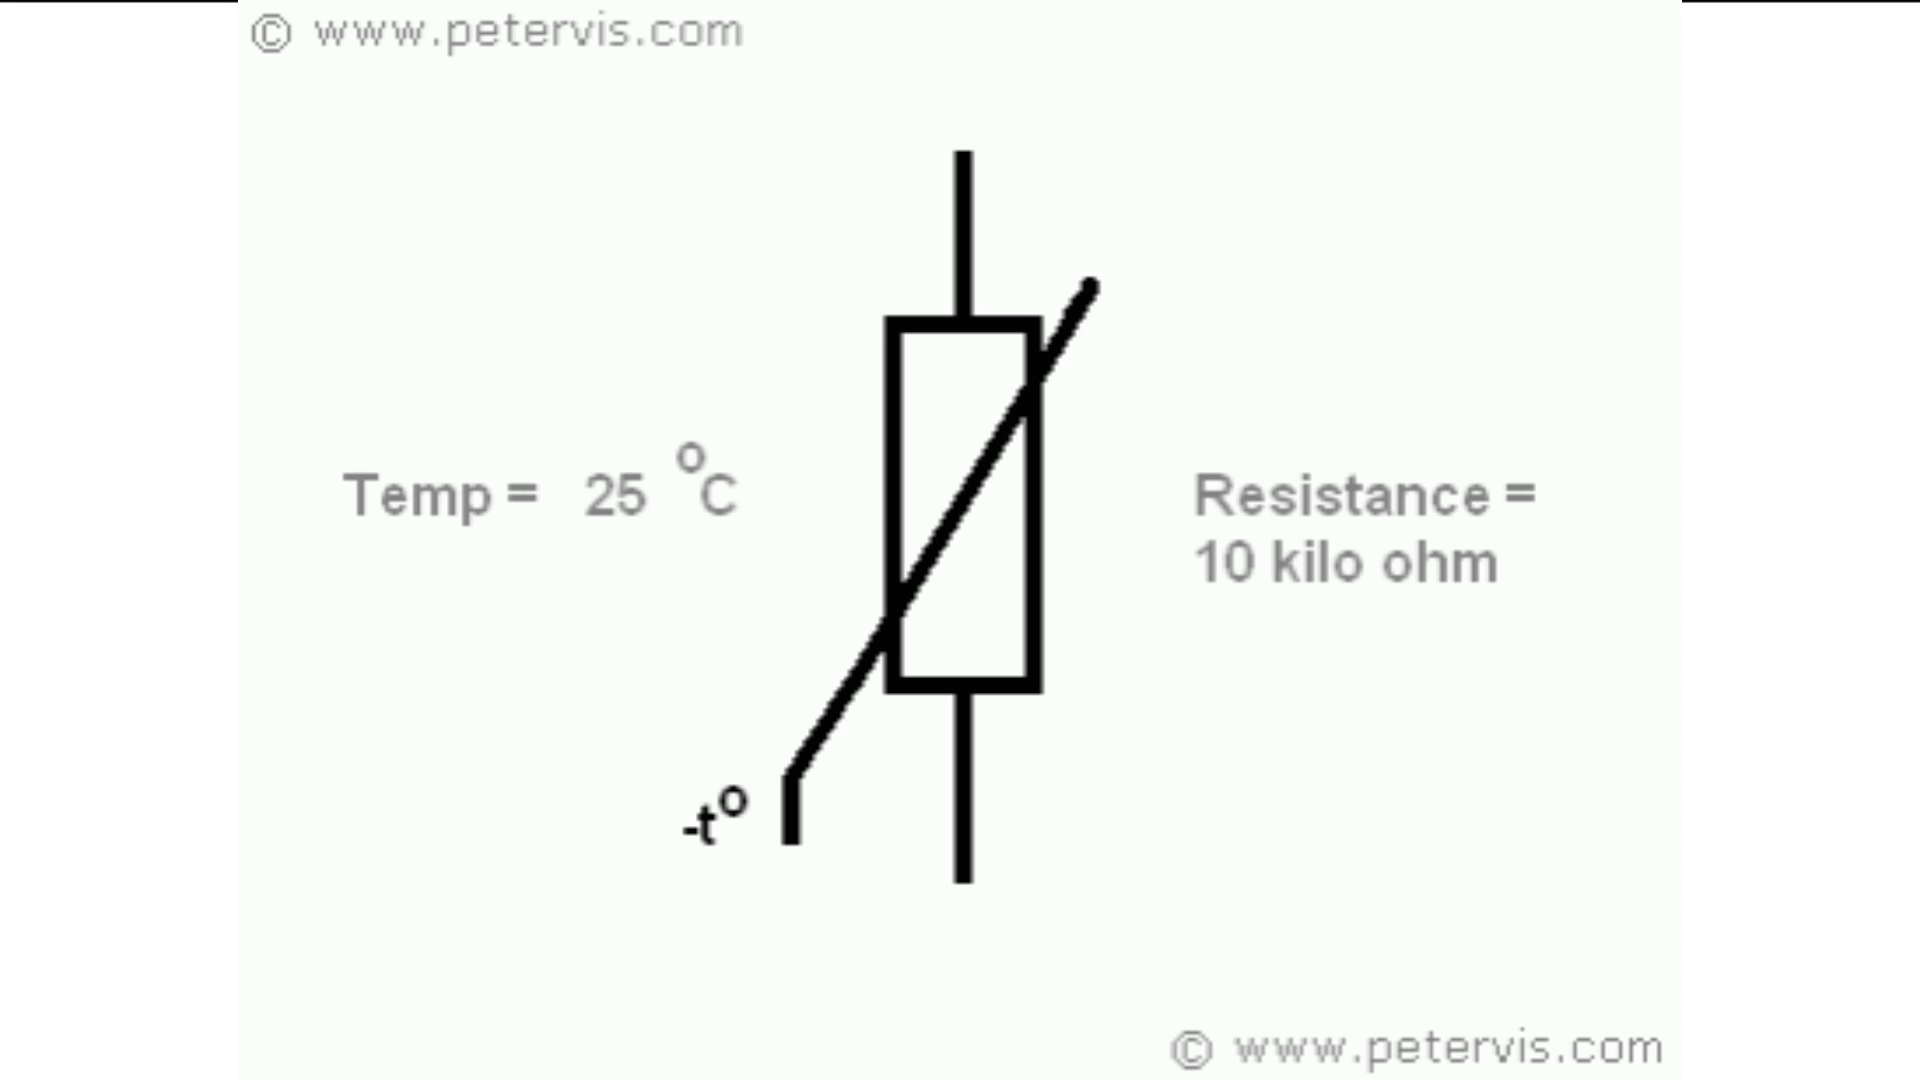 © www.petervis.com
Temp = 25 °C
Resistance =
10 kilo ohm
-t°
© www.petervis.com